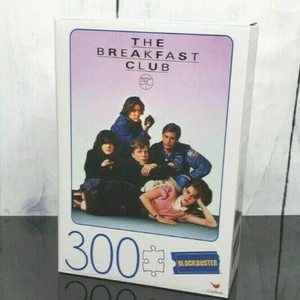 THE
BREAKFAST
CLUB
300
BLOCKBUSTER